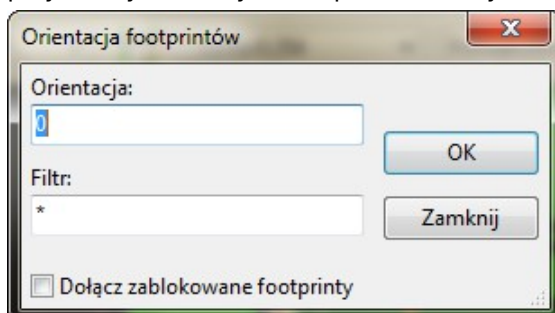 Orientacja footprintów
Orientacja:
0
OK
Filtr:
*
Zamknij
Dołącz zablokowane footprinty